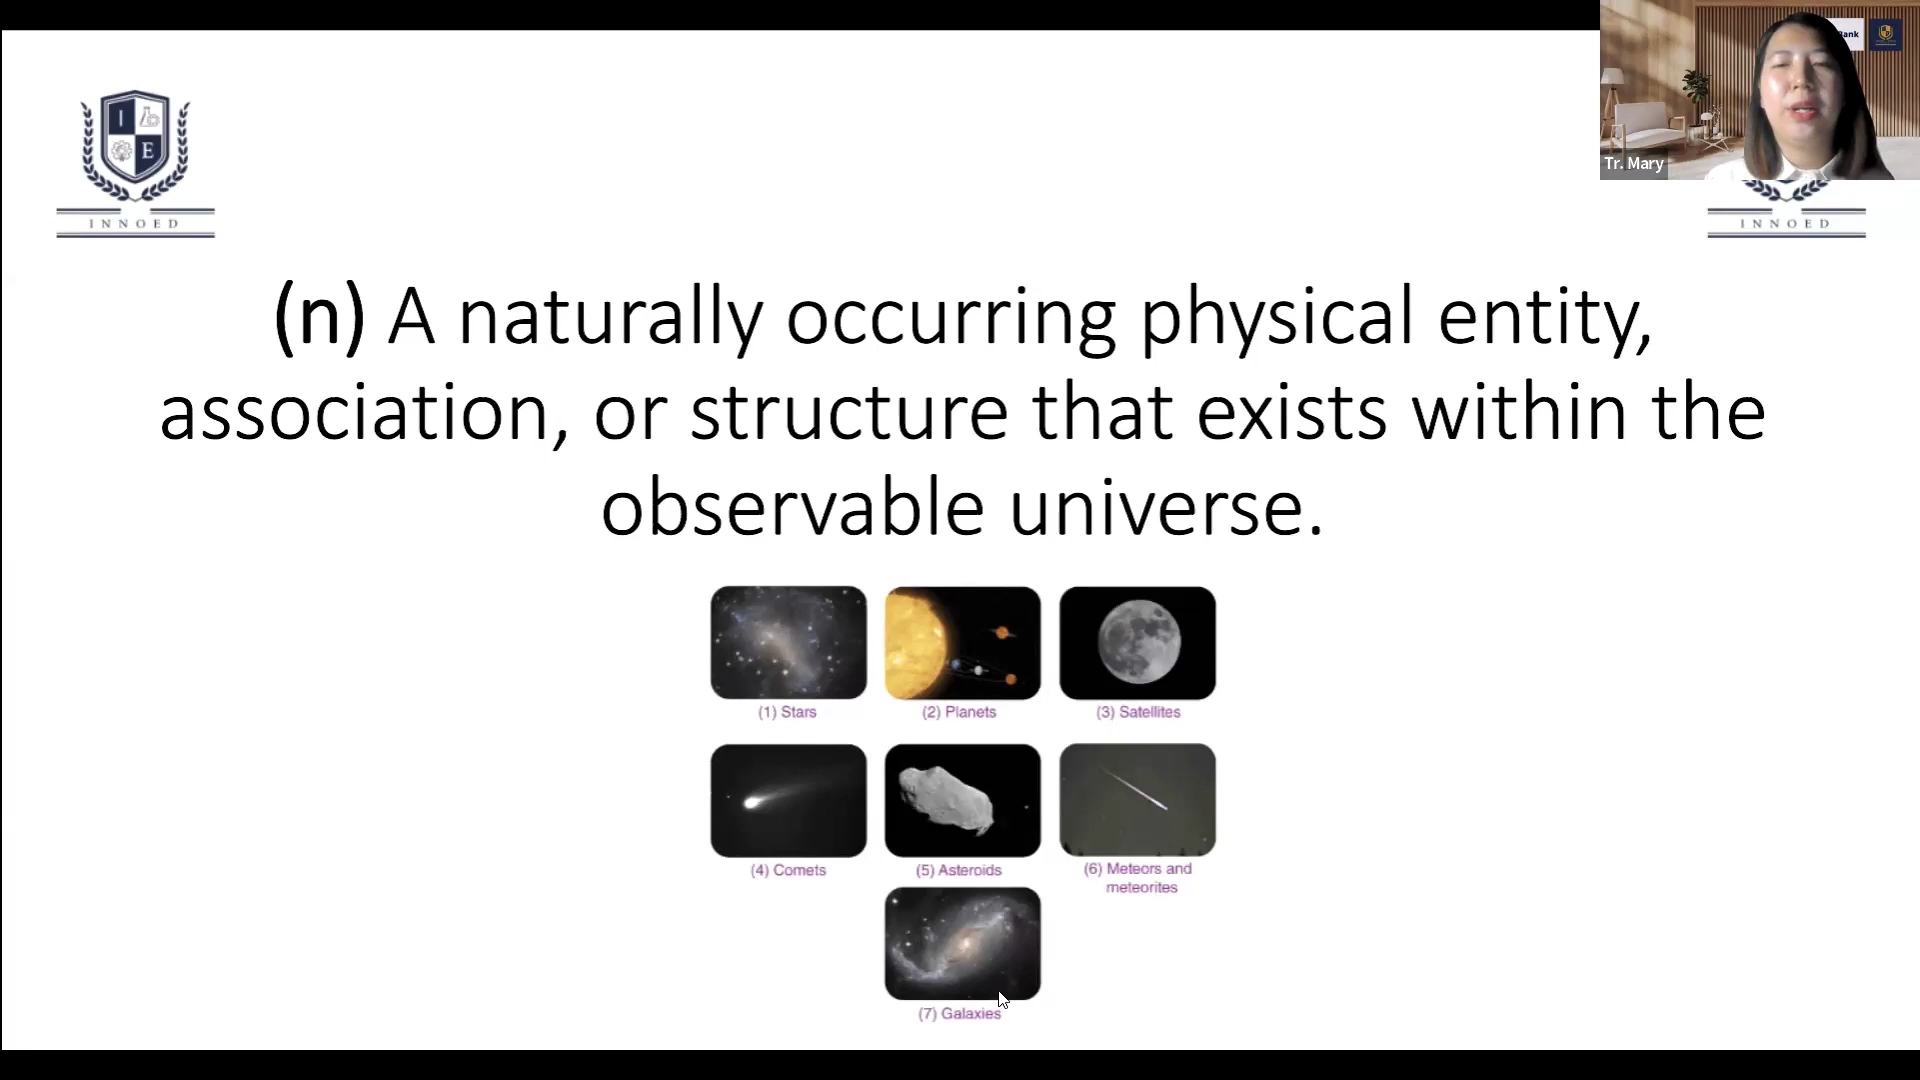 I
E
INNOED
Bank
Tr. Mary
INNOED
(n) A naturally occurring physical entity,
association, or structure that exists within the
observable universe.
(1) Stars
(2) Planets
(3) Satellites
(4) Comets
(5) Asteroids
(6) Meteors and
meteorites
(7) Galaxies